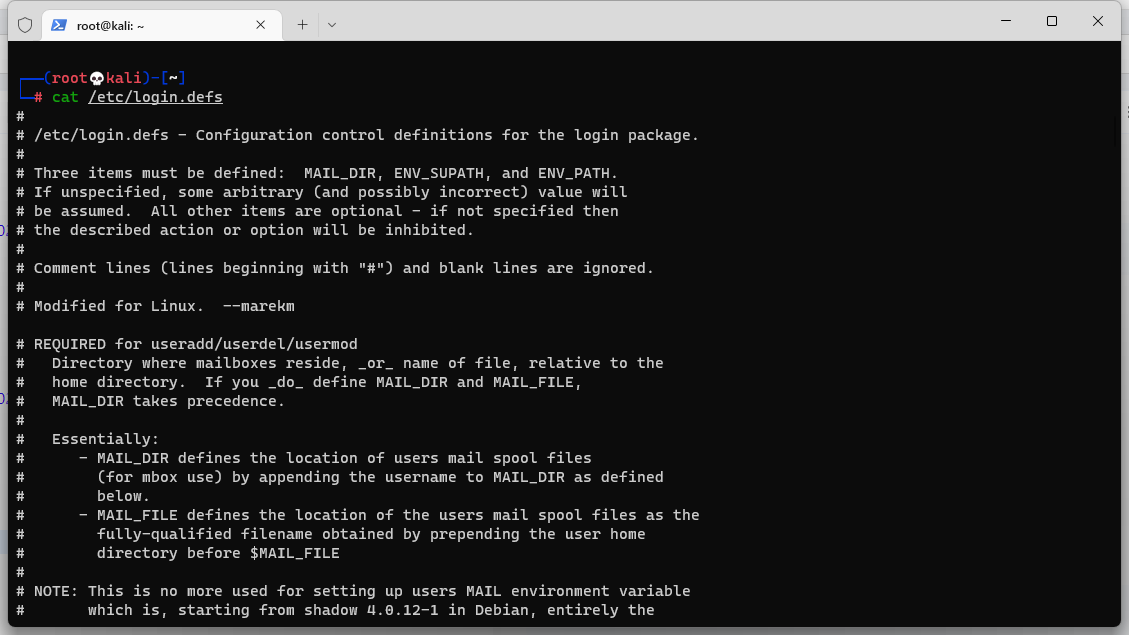 root@kali: ~
┌──(root💀kali)-[~]
└─# cat /etc/login.defs
#
# /etc/login.defs - Configuration control definitions for the login package.
#
# Three items must be defined:  MAIL_DIR, ENV_SUPATH, and ENV_PATH.
# If unspecified, some arbitrary (and possibly incorrect) value will
# be assumed.  All other items are optional - if not specified then
# the described action or option will be inhibited.
#
# Comment lines (lines beginning with "#") and blank lines are ignored.
#
# Modified for Linux.  --marekm

# REQUIRED for useradd/userdel/usermod
#   Directory where mailboxes reside, _or_ name of file, relative to the
#   home directory.  If you _do_ define MAIL_DIR and MAIL_FILE,
#   MAIL_DIR takes precedence.
#
#   Essentially:
#      - MAIL_DIR defines the location of users mail spool files
#        (for mbox use) by appending the username to MAIL_DIR as defined
#        below.
#      - MAIL_FILE defines the location of the users mail spool files as the
#        fully-qualified filename obtained by prepending the user home
#        directory before $MAIL_FILE
#
# NOTE: This is no more used for setting up users MAIL environment variable
#       which is, starting from shadow 4.0.12-1 in Debian, entirely the